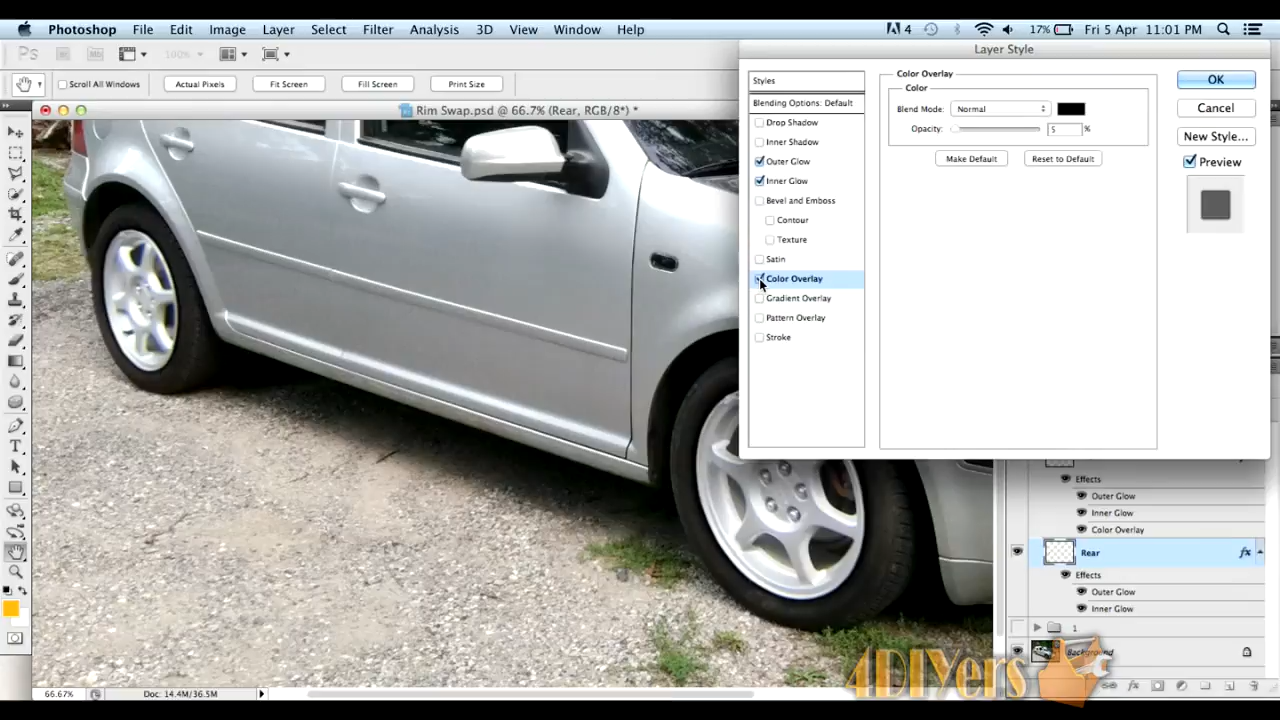 Photoshop File Edit Image Layer Select Filter Analysis 3D View Window Help 4 17% Fri 5 Apr 11:01 PM
Ps 100%
Layer Style
Scroll All Windows Actual Pixels Fit Screen Fill Screen Print Size
Rim Swap.psd @ 66.7% (Rear, RGB/8*) *
Styles
Blending Options: Default
Drop Shadow
Inner Shadow
Outer Glow
Inner Glow
Bevel and Emboss
Contour
Texture
Satin
Color Overlay
Gradient Overlay
Pattern Overlay
Stroke
Color Overlay
Color
Blend Mode: Normal
Opacity: 5 %
Make Default Reset to Default
OK
Cancel
New Style...
Preview
Effects
Outer Glow
Inner Glow
Color Overlay
Rear fx
Effects
Outer Glow
Inner Glow
1
Background
4DIYers
66.67% Doc: 14.4M/36.5M